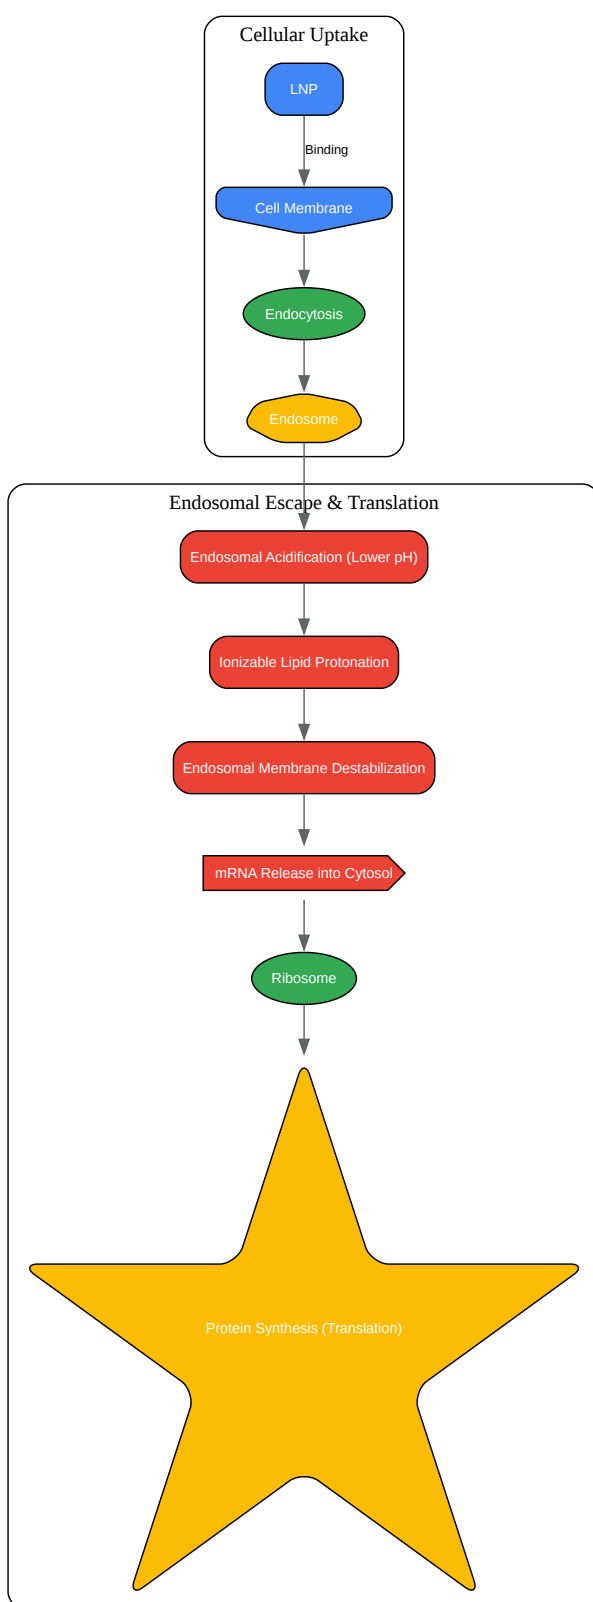 Cellular Uptake
LNP
Binding
Cell Membrane
Endocytosis
Endosome
Endosomal Escape & Translation
Endosomal Acidification (Lower pH)
Ionizable Lipid Protonation
Endosomal Membrane Destabilization
mRNA Release into Cytosol
Ribosome
Protein Synthesis (Translation)